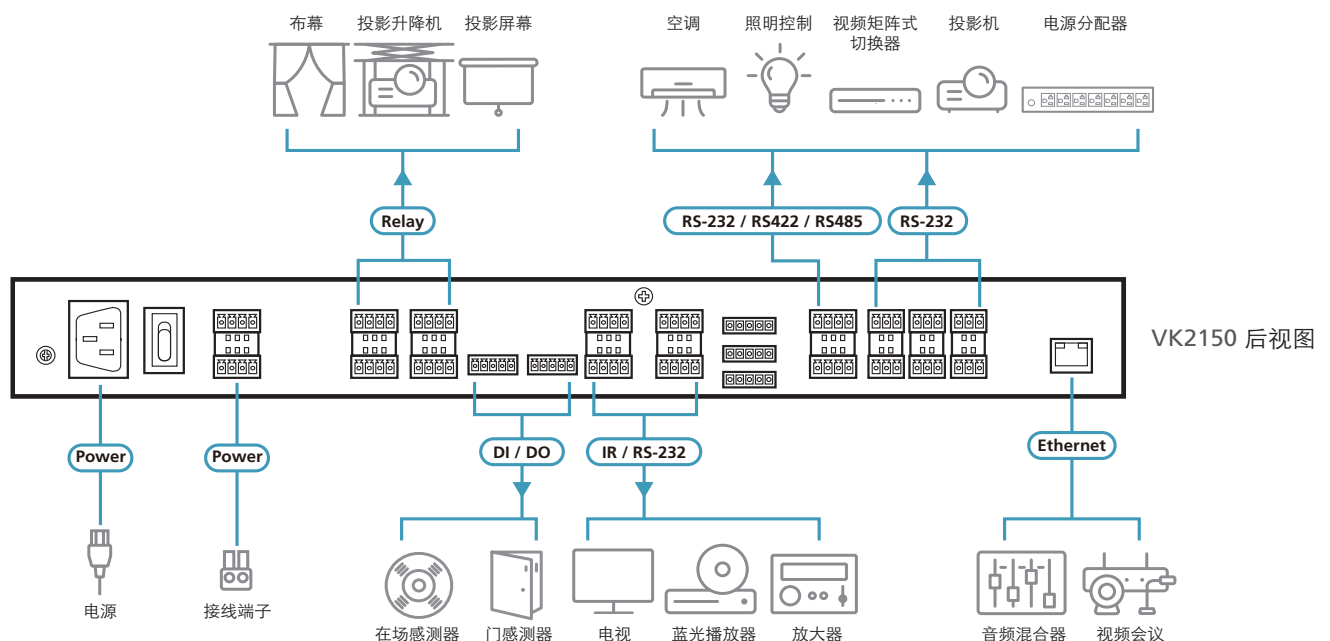 布幕
投影升降机
投影屏幕
空调
照明控制
视频矩阵式
切换器
投影机
电源分配器
Relay
RS-232 / RS422 / RS485
RS-232
VK2150 后视图
Power
Power
DI / DO
IR / RS-232
Ethernet
电源
接线端子
在场感测器
门感测器
电视
蓝光播放器
放大器
音频混合器
视频会议